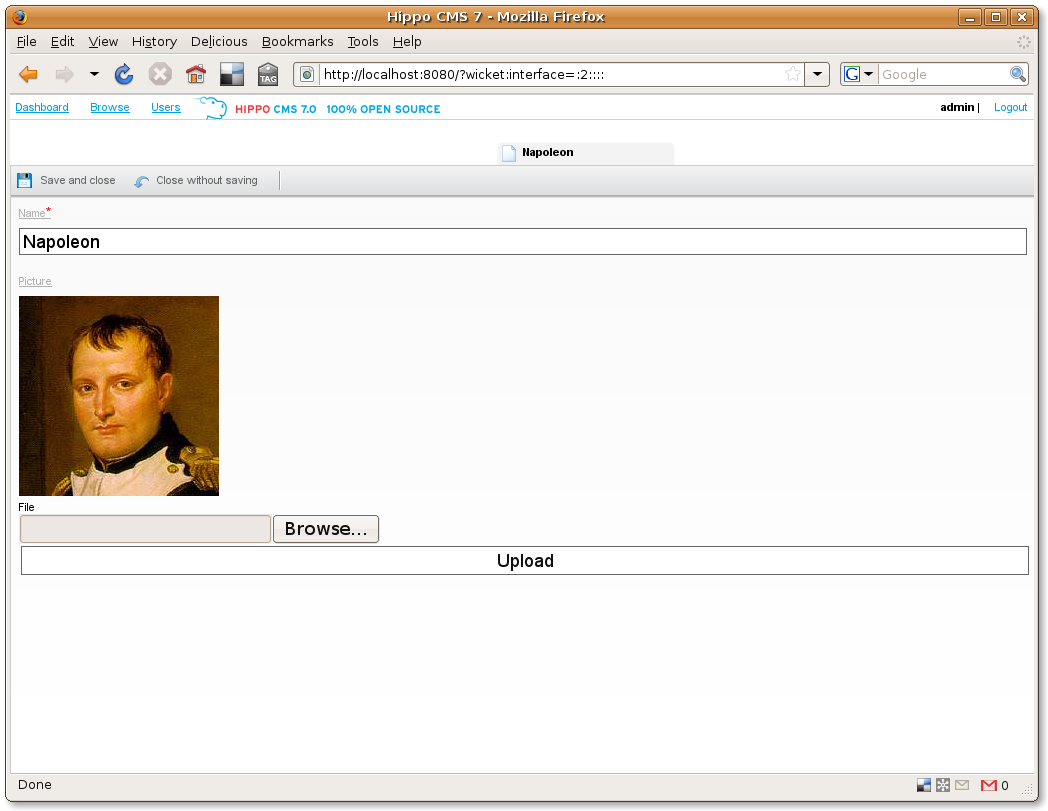 Hippo CMS 7 - Mozilla Firefox
File Edit View History Delicious Bookmarks Tools Help
TAG http://localhost:8080/?wicket:interface=:2:::: G Google
Dashboard Browse Users HIPPO CMS 7.0 100% OPEN SOURCE admin | Logout
Napoleon
Save and close Close without saving
Name*
Napoleon
Picture
File
Browse...
Upload
Done 0